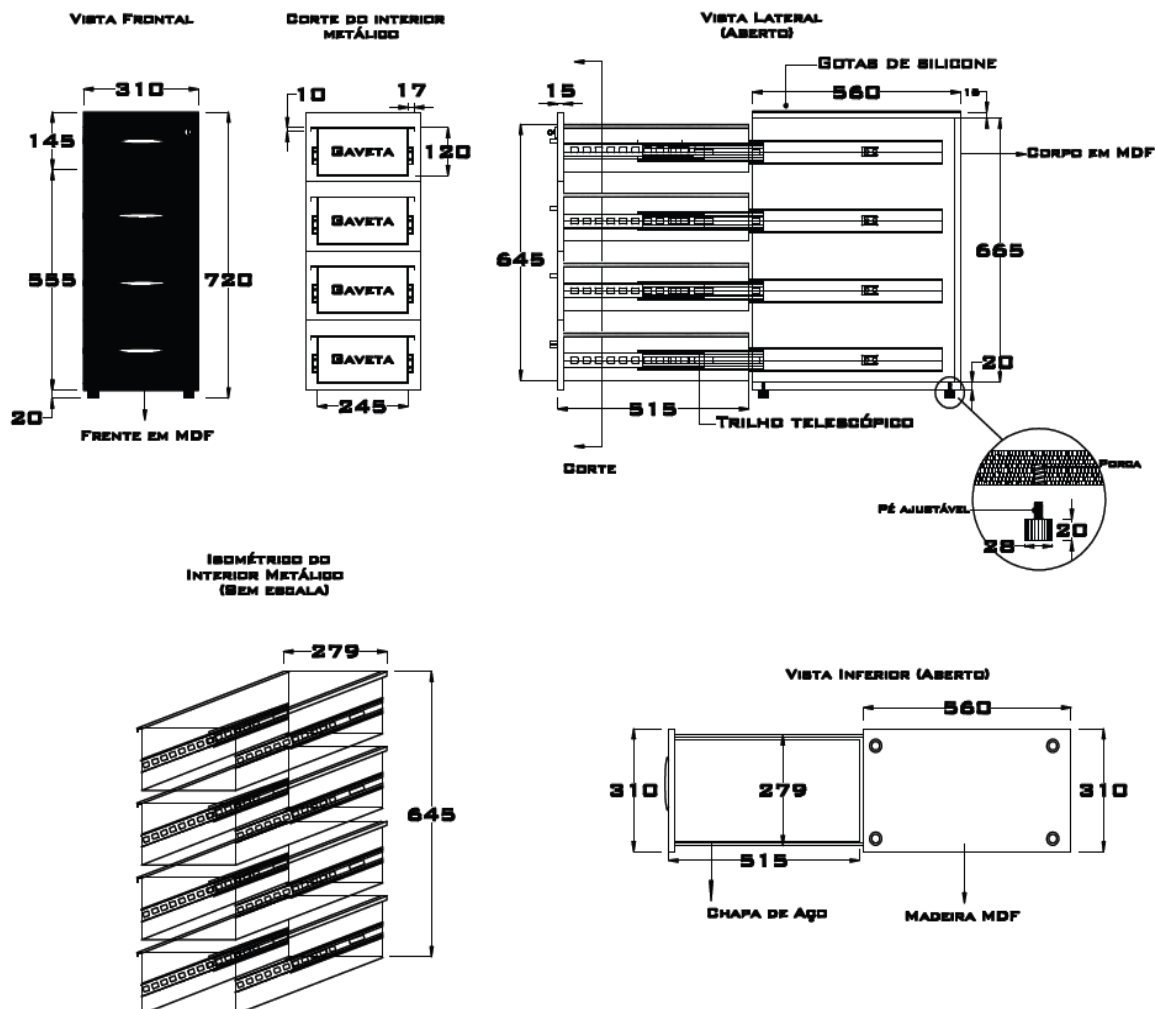 Vista Frontal
Corte do interior
metálico
Vista Lateral
(Aberto)
Gotas de silicone
310
10
17
15
560
18
145
Gaveta
120
Corpo em MDF
Gaveta
555
720
645
665
Gaveta
Gaveta
20
20
245
515
Frente em MDF
Trilho telescópico
Corte
Porca
Pé ajustável
20
28
Isométrico do
Interior Metálico
(Sem escala)
279
645
Vista Inferior (Aberto)
560
310
279
310
515
Chapa de Aço
Madeira MDF